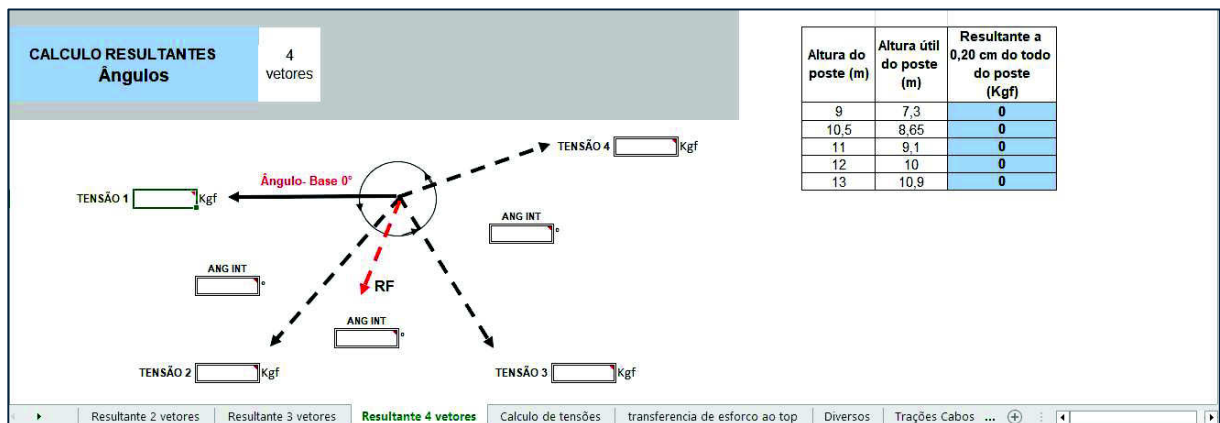 CALCULO RESULTANTES
Ângulos
4
vetores
Altura do
poste (m)
Altura útil
do poste
(m)
Resultante a
0,20 cm do todo
do poste
(Kgf)
9 7,3 0
10,5 8,65 0
11 9,1 0
12 10 0
13 10,9 0
TENSÃO 4 Kgf
Ângulo- Base 0°
TENSÃO 1 Kgf
ANG INT
°
ANG INT
°
RF
ANG INT
°
TENSÃO 2 Kgf
TENSÃO 3 Kgf
Resultante 2 vetores Resultante 3 vetores Resultante 4 vetores Calculo de tensões transferencia de esforco ao top Diversos Trações Cabos ...